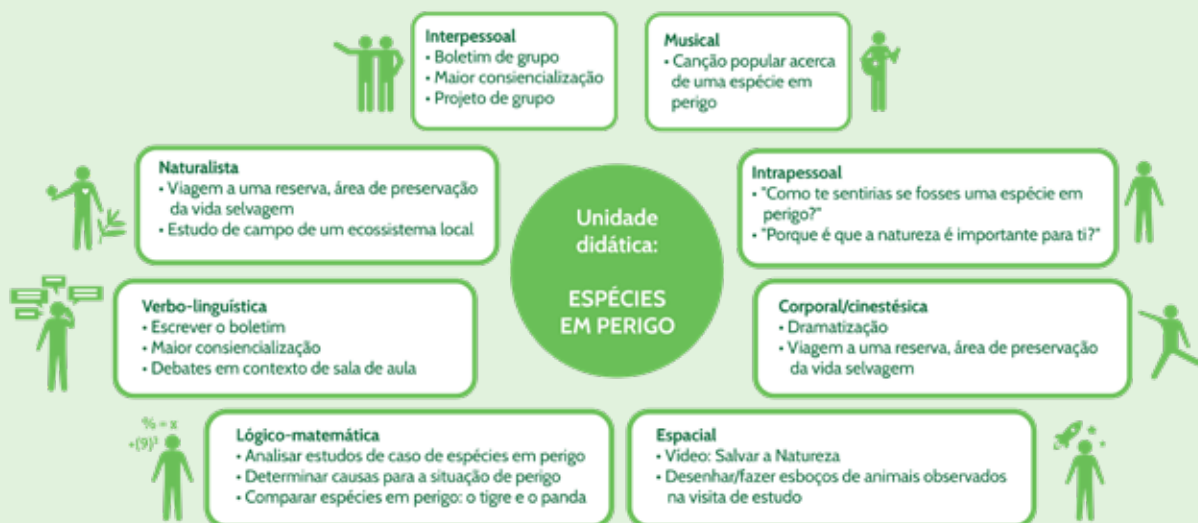 Interpessoal
• Boletim de grupo
• Maior consiencialização
• Projeto de grupo
Musical
• Canção popular acerca
de uma espécie em
perigo
Naturalista
• Viagem a uma reserva, área de preservação
da vida selvagem
• Estudo de campo de um ecossistema local
Unidade
didática:
ESPÉCIES
EM PERIGO
Intrapessoal
• "Como te sentirias se fosses uma espécie em
perigo?"
• "Porque é que a natureza é importante para ti?"
Verbo-linguística
• Escrever o boletim
• Maior consiencialização
• Debates em contexto de sala de aula
Corporal/cinestésica
• Dramatização
• Viagem a uma reserva, área de preservação
da vida selvagem
% = x
+(9)³
Lógico-matemática
• Analisar estudos de caso de espécies em perigo
• Determinar causas para a situação de perigo
• Comparar espécies em perigo: o tigre e o panda
Espacial
• Vídeo: Salvar a Natureza
• Desenhar/fazer esboços de animais observados
na visita de estudo